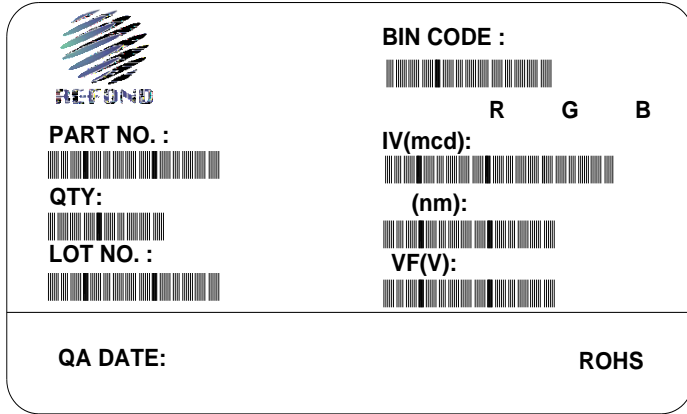 REFOND
BIN CODE :
R G B
PART NO. :
IV(mcd):
QTY:
(nm):
LOT NO. :
VF(V):
QA DATE:
ROHS